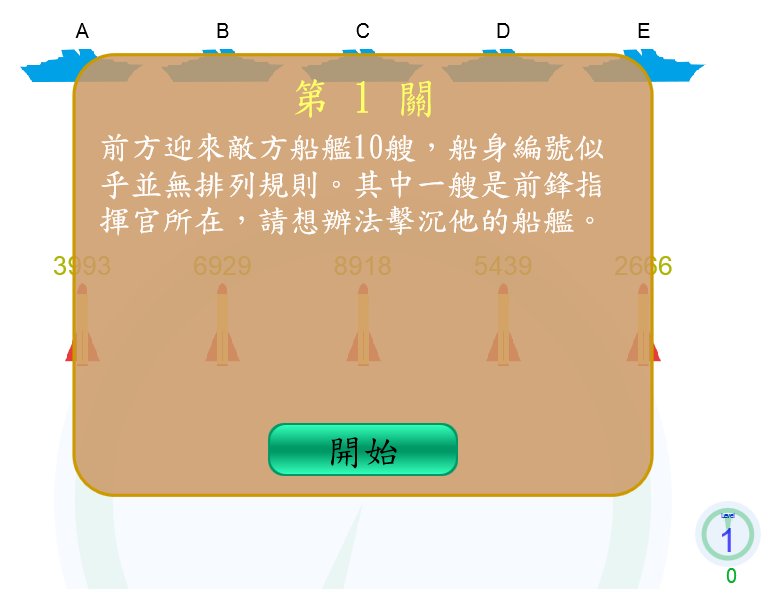 A B C D E
第 1 關
前方迎來敵方船艦10艘，船身編號似
乎並無排列規則。其中一艘是前鋒指
揮官所在，請想辦法擊沉他的船艦。
3993 6929 8918 5439 2666
開始
Level
1
0